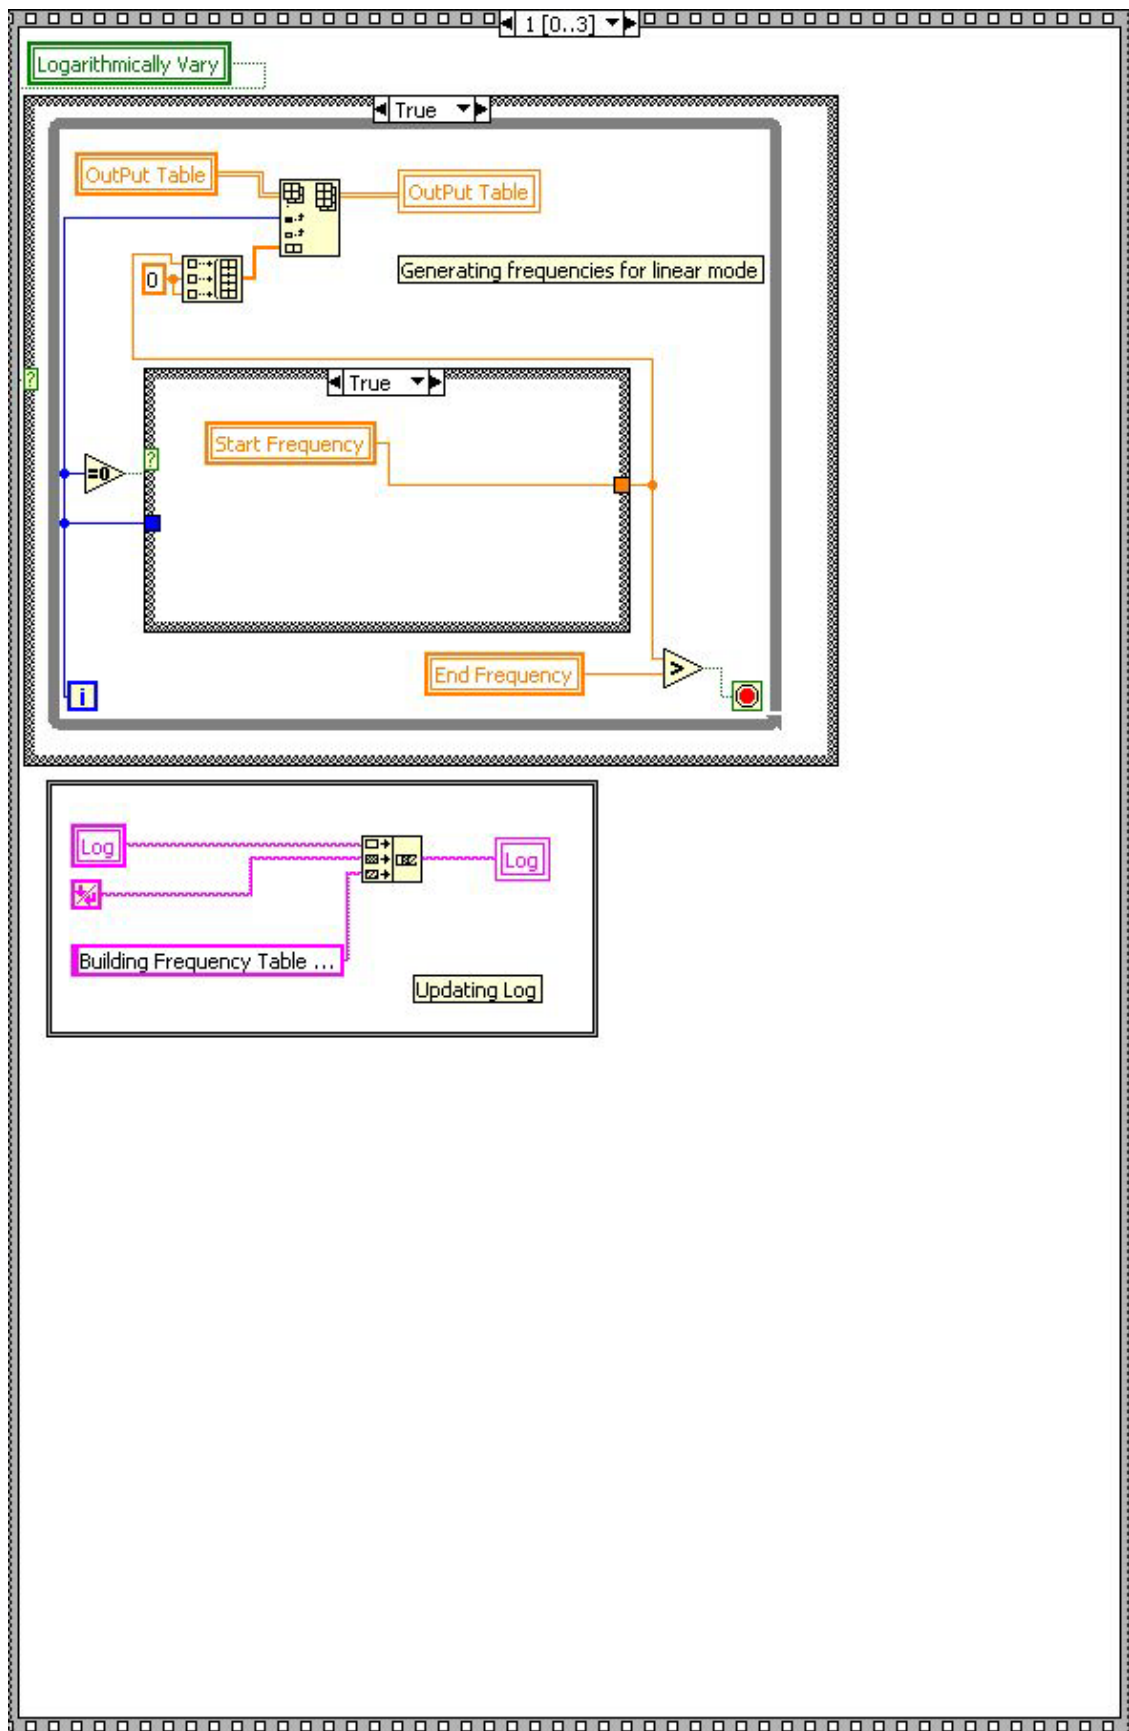 1 [0..3]
Logarithmically Vary
True
OutPut Table
OutPut Table
0
Generating frequencies for linear mode
?
True
Start Frequency
?
=0
End Frequency
>
i
Log
Log
Building Frequency Table ...
Updating Log